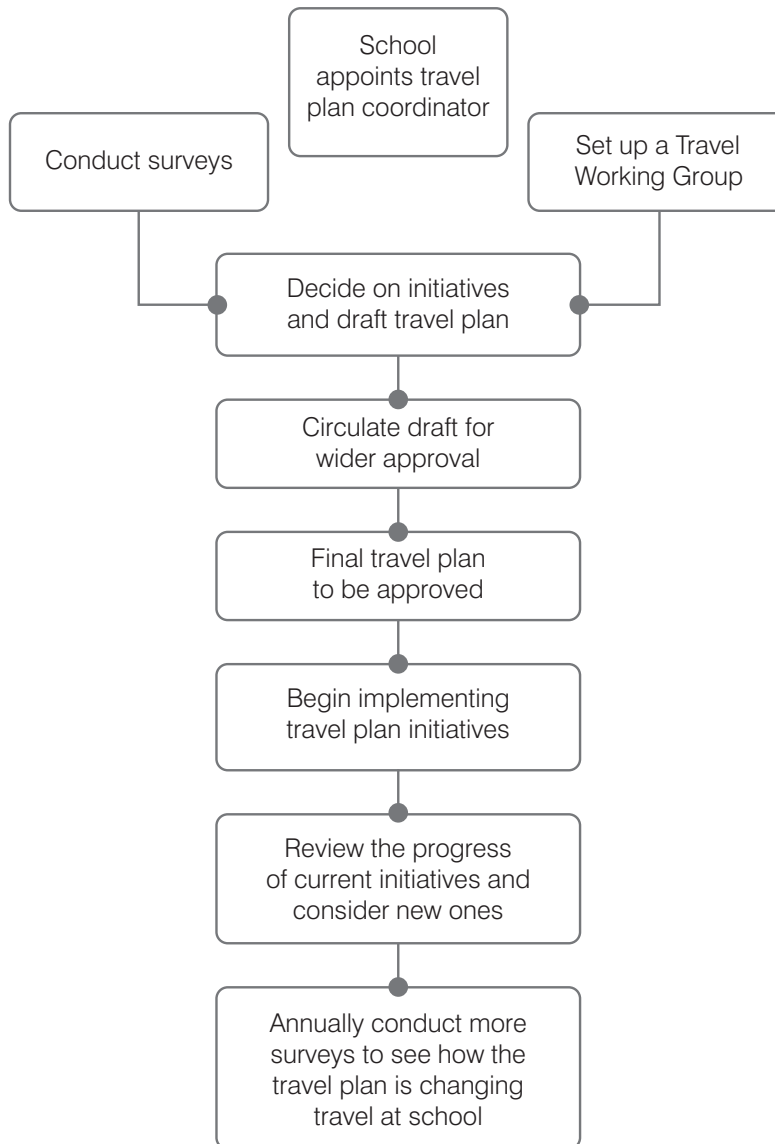 School
appoints travel
plan coordinator
Conduct surveys
Set up a Travel
Working Group
Decide on initiatives
and draft travel plan
Circulate draft for
wider approval
Final travel plan
to be approved
Begin implementing
travel plan initiatives
Review the progress
of current initiatives and
consider new ones
Annually conduct more
surveys to see how the
travel plan is changing
travel at school